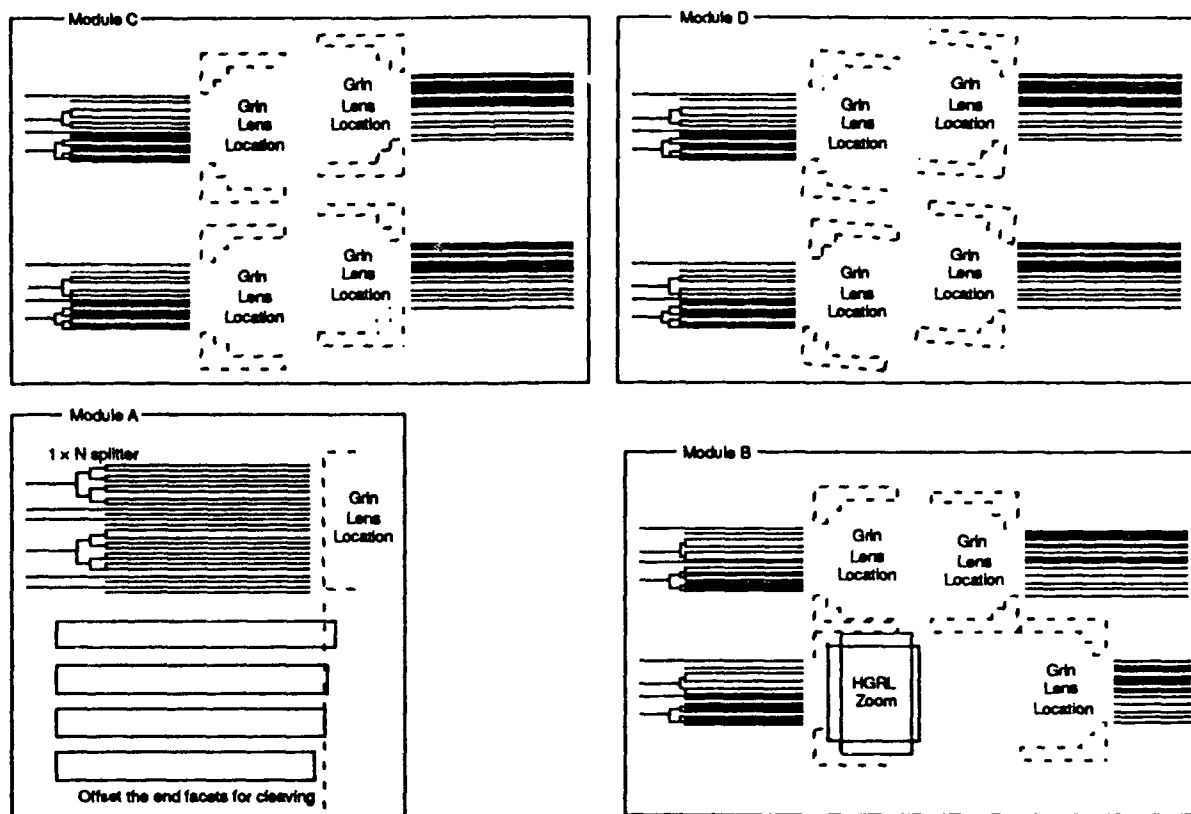 Module C
Grin
Lens
Location
Grin
Lens
Location
Grin
Lens
Location
Grin
Lens
Location
Module D
Grin
Lens
Location
Grin
Lens
Location
Grin
Lens
Location
Grin
Lens
Location
Module A
1 × N splitter
Grin
Lens
Location
Offset the end facets for cleaving
Module B
Grin
Lens
Location
Grin
Lens
Location
HGRL
Zoom
Grin
Lens
Location